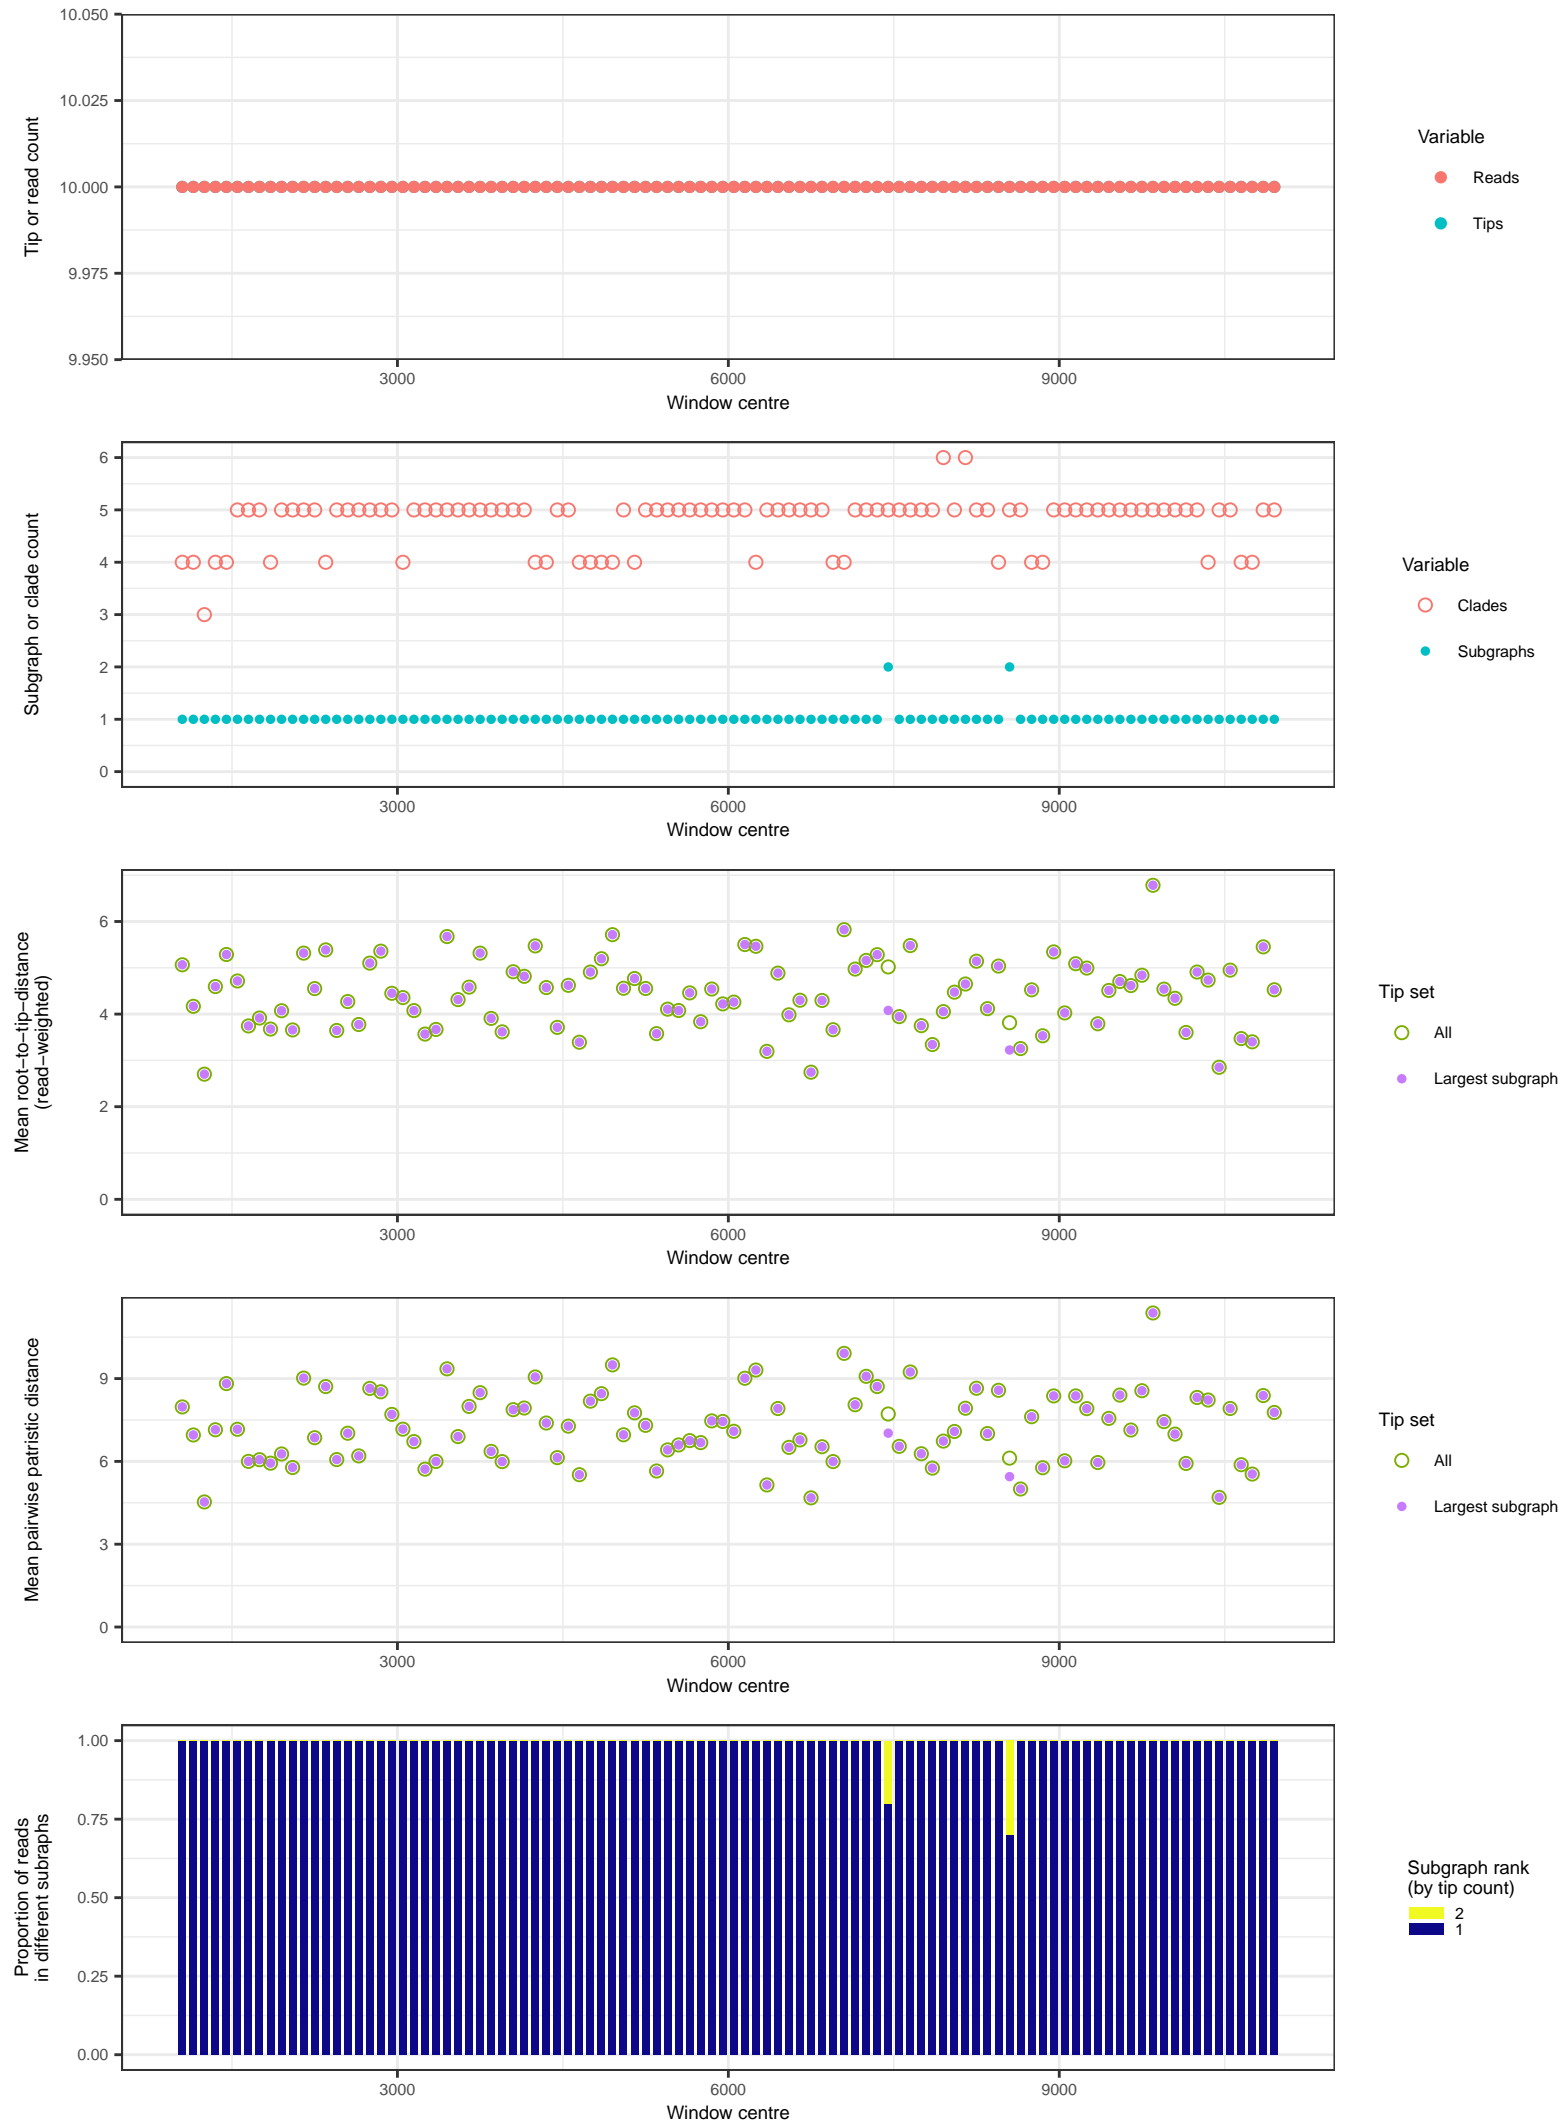 10.050
10.025
10.000
9.975
9.950
Tip or read count
3000 6000 9000
Window centre
Variable
Reads
Tips
6
5
4
3
2
1
0
Subgraph or clade count
3000 6000 9000
Window centre
Variable
Clades
Subgraphs
6
4
2
0
Mean root−to−tip−distance
(read−weighted)
3000 6000 9000
Window centre
Tip set
All
Largest subgraph
9
6
3
0
Mean pairwise patristic distance
3000 6000 9000
Window centre
Tip set
All
Largest subgraph
1.00
0.75
0.50
0.25
0.00
Proportion of reads
in different subraphs
3000 6000 9000
Window centre
Subgraph rank
(by tip count)
2
1